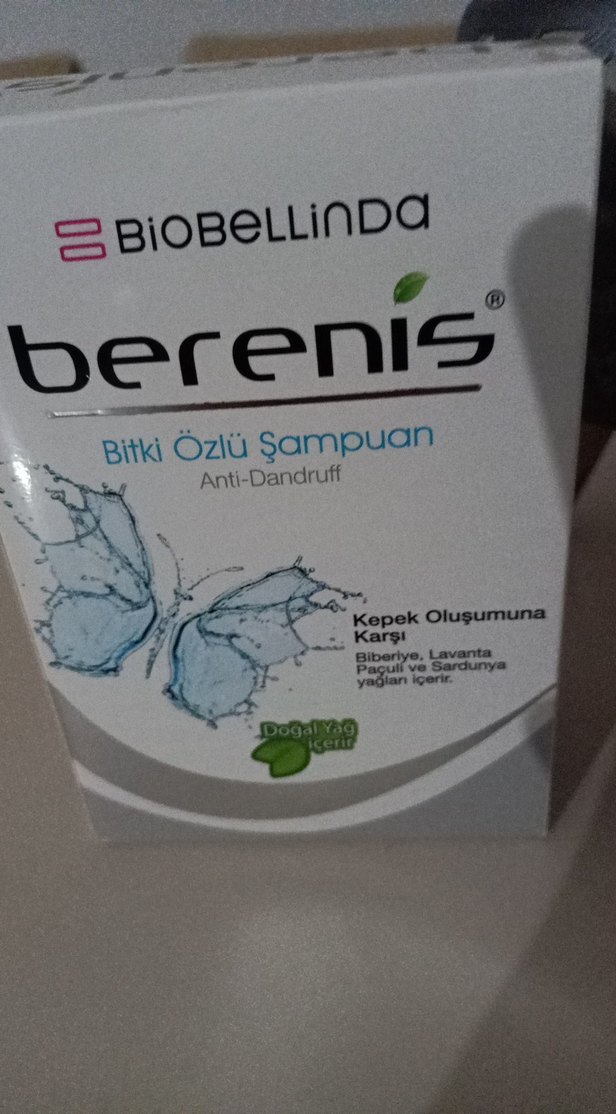 BiOBeLLiNDa
berenis®
Bitki Özlü Şampuan
Anti-Dandruff
Kepek Oluşumuna
Karşı
Biberiye, Lavanta
Paçuli ve Sardunya
yağları içerir.
Doğal Yağ
içerir